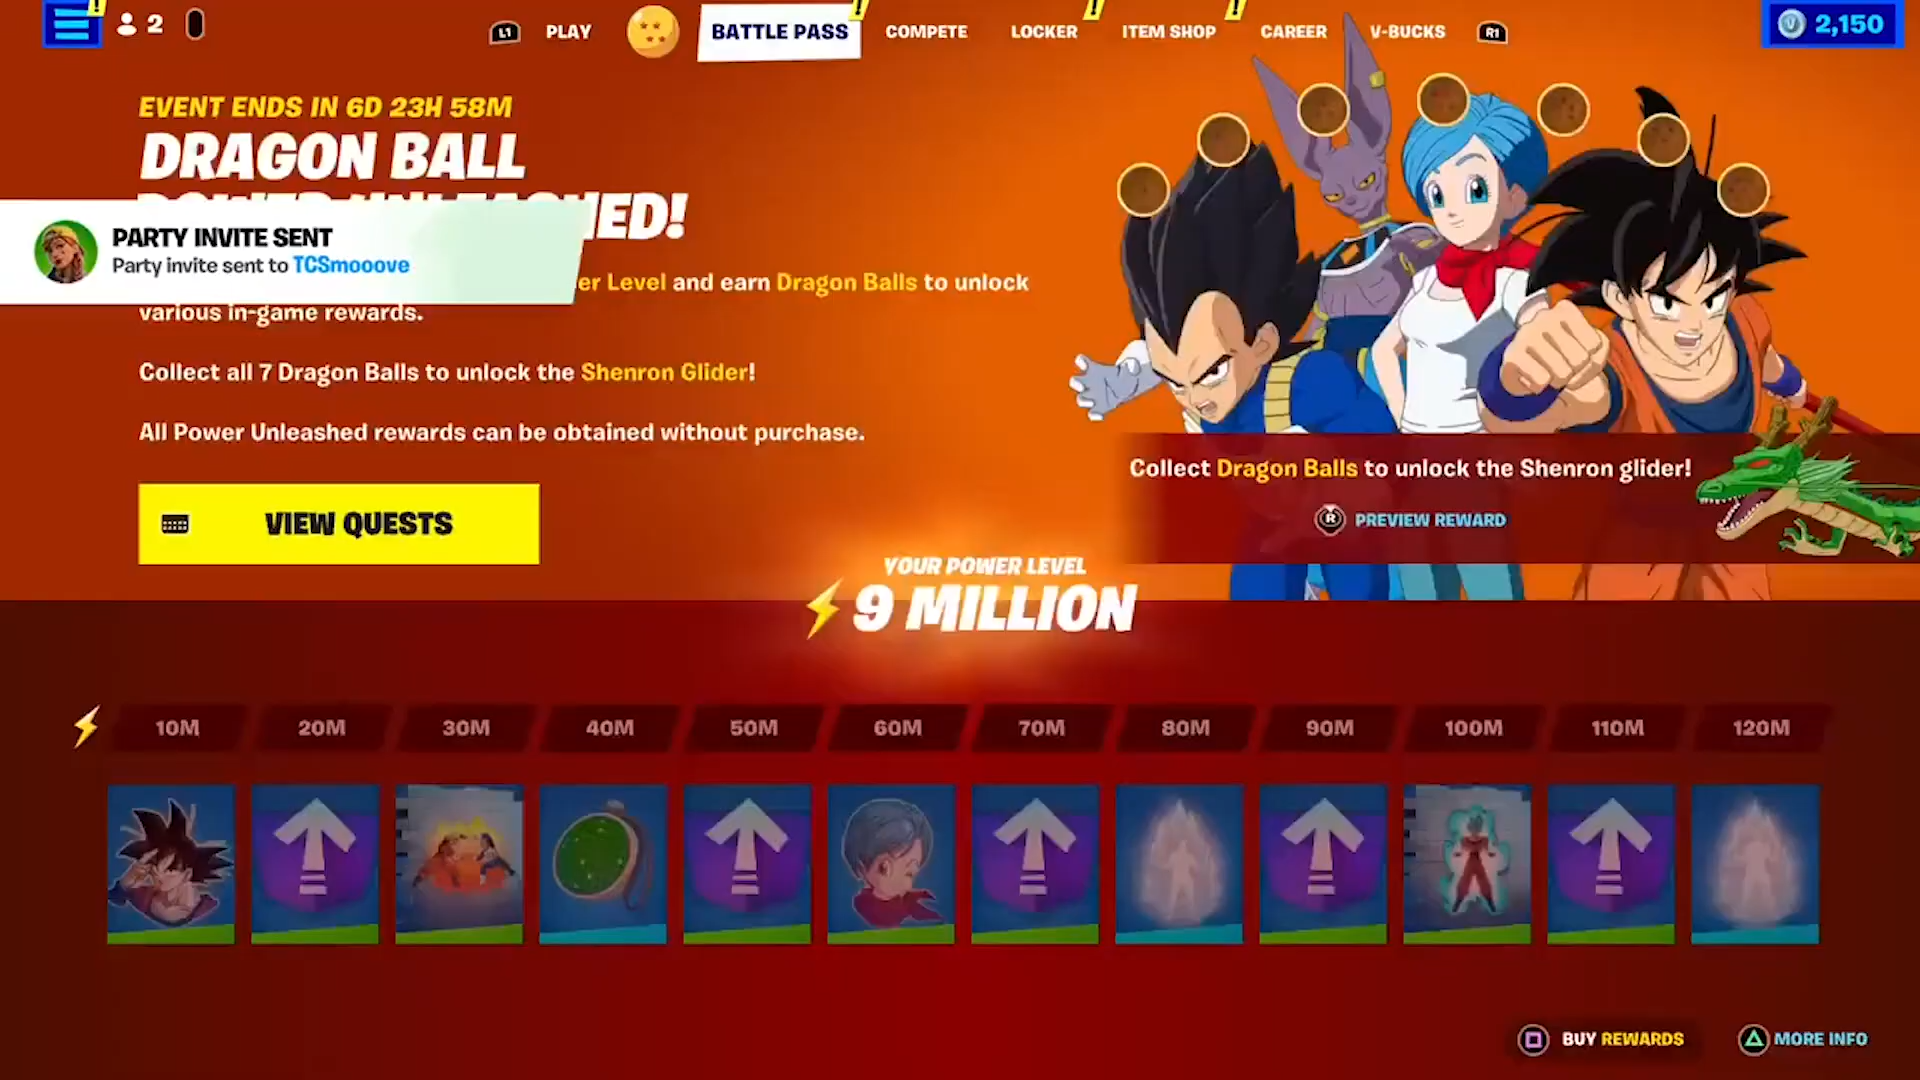 2
L1
PLAY
BATTLE PASS
COMPETE
LOCKER
ITEM SHOP
CAREER
V-BUCKS
R1
2,150
EVENT ENDS IN 6D 23H 58M
DRAGON BALL
PARTY INVITE SENT
Party invite sent to TCSmooove
Level and earn Dragon Balls to unlock
various in-game rewards.
Collect all 7 Dragon Balls to unlock the Shenron Glider!
All Power Unleashed rewards can be obtained without purchase.
VIEW QUESTS
Collect Dragon Balls to unlock the Shenron glider!
R PREVIEW REWARD
YOUR POWER LEVEL
9 MILLION
10M
20M
30M
40M
50M
60M
70M
80M
90M
100M
110M
120M
BUY REWARDS
MORE INFO